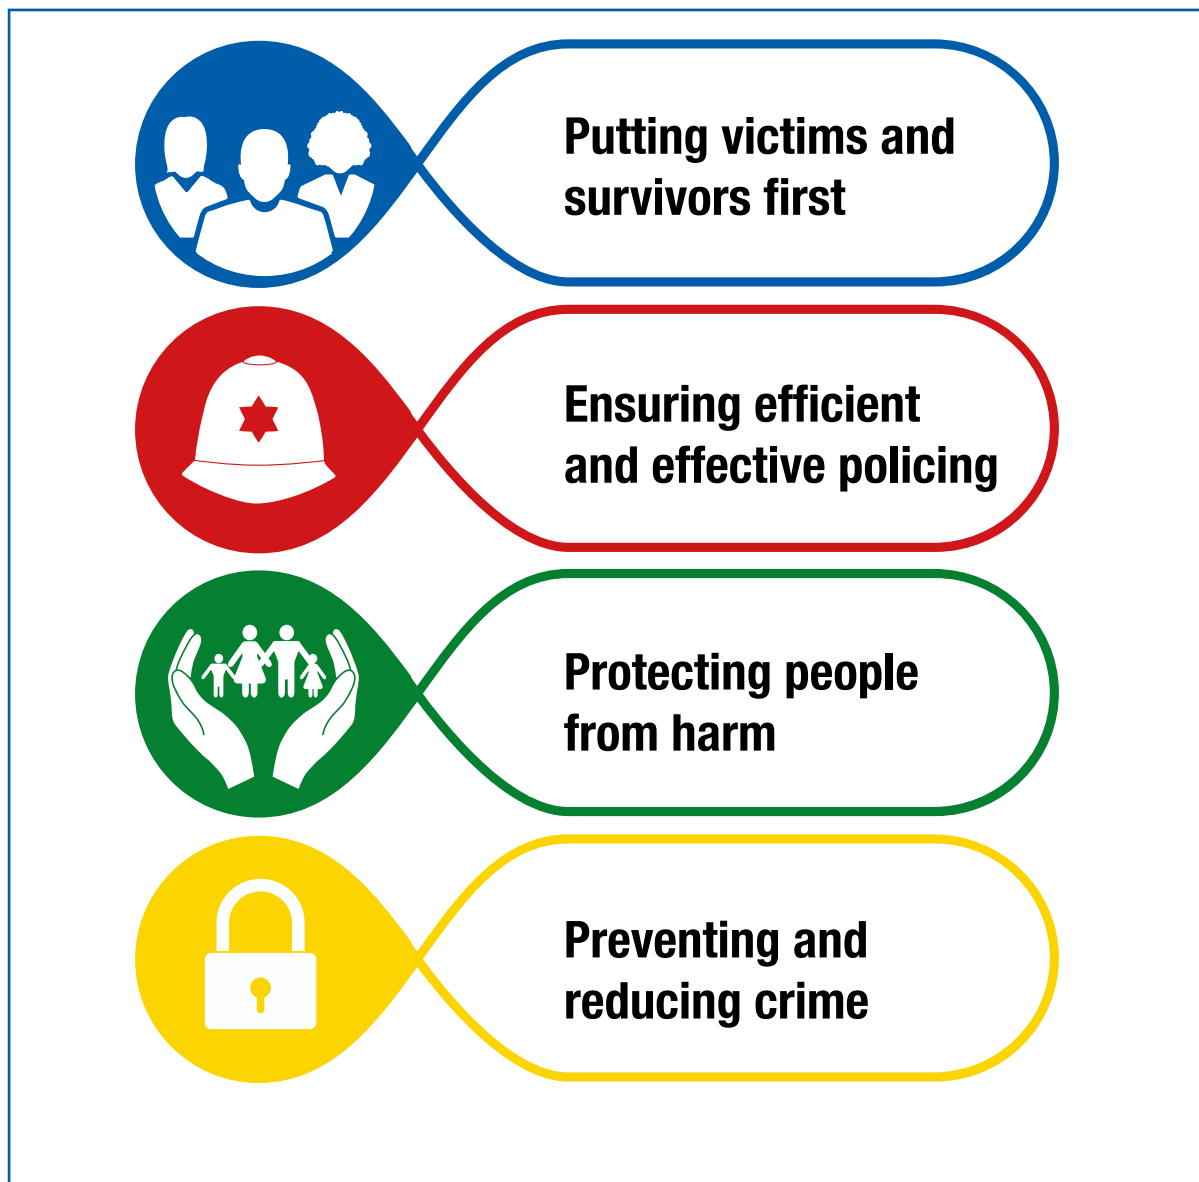 Putting victims and
survivors first
Ensuring efficient
and effective policing
Protecting people
from harm
Preventing and
reducing crime